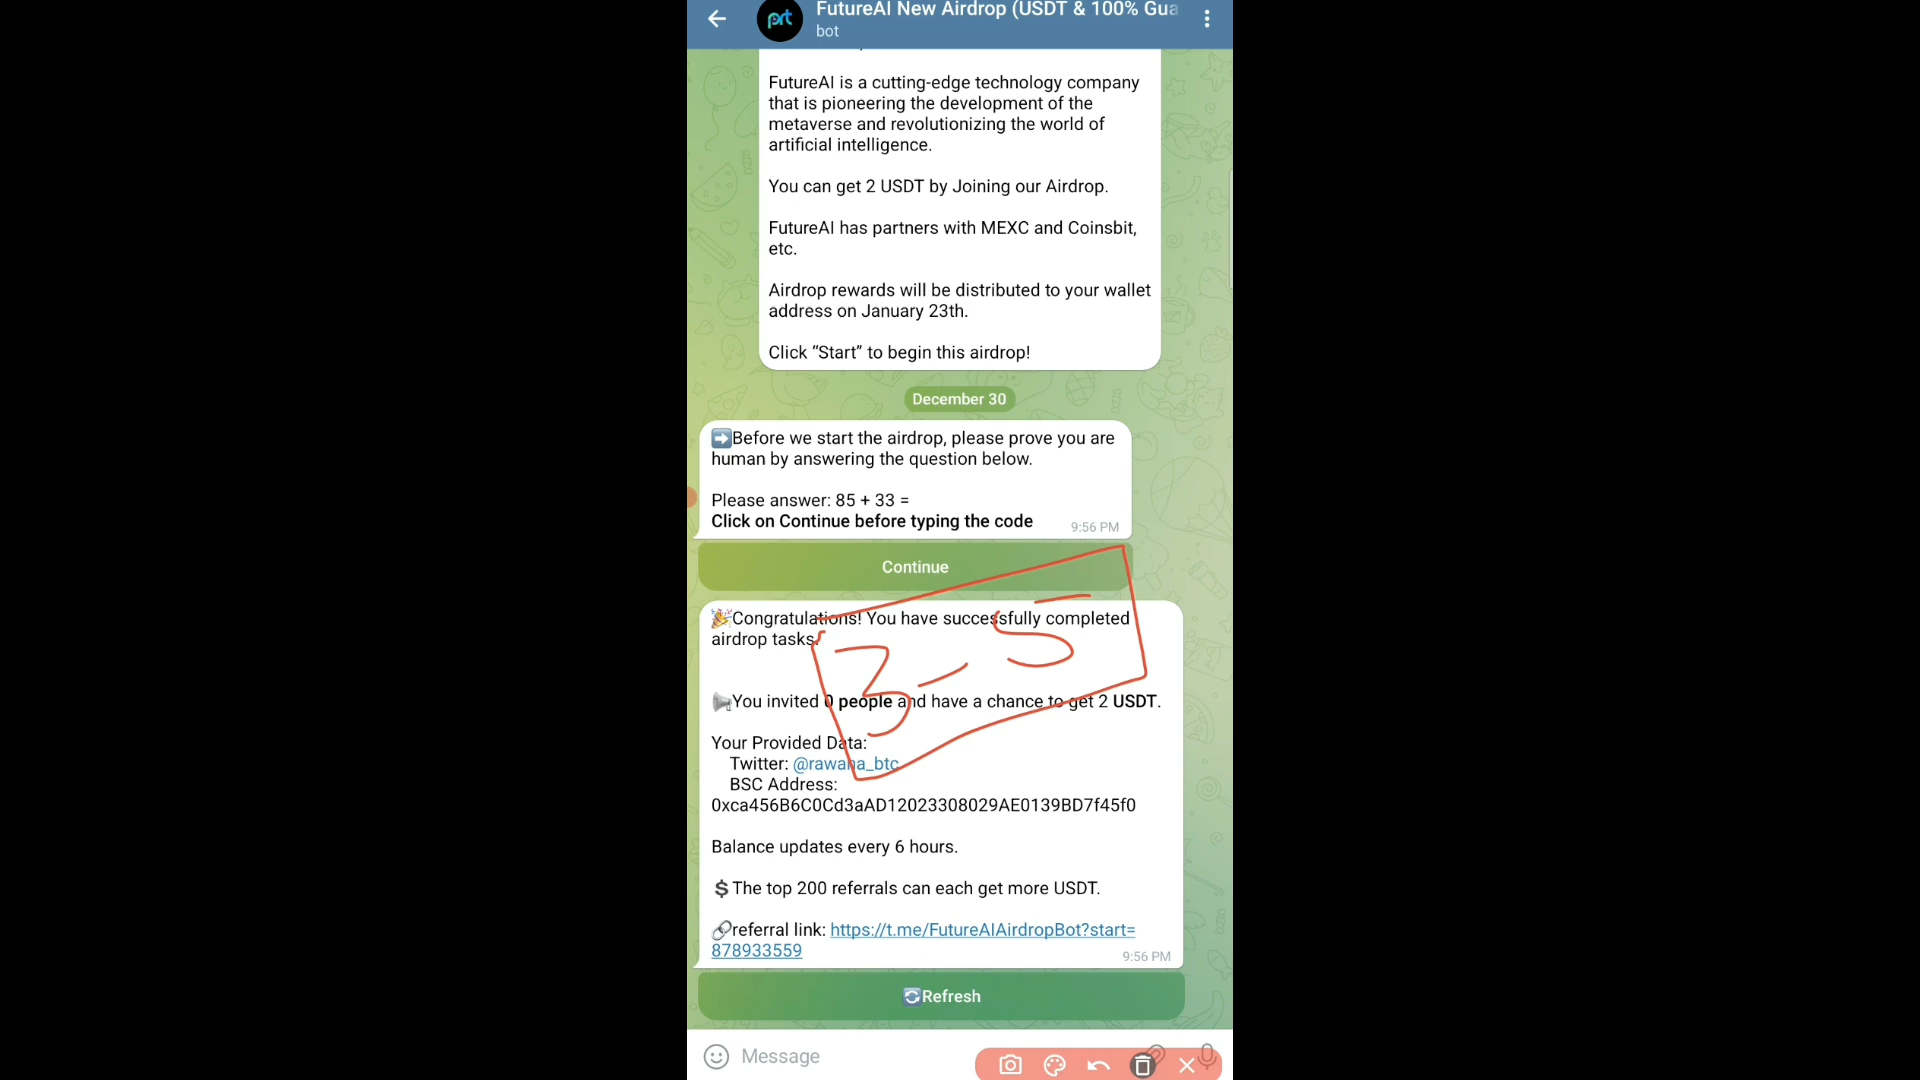 FutureAI New Airdrop (USDT & 100% Gua
prt
bot
FutureAI is a cutting-edge technology company
that is pioneering the development of the
metaverse and revolutionizing the world of
artificial intelligence.
You can get 2 USDT by Joining our Airdrop.
FutureAI has partners with MEXC and Coinsbit,
etc.
Airdrop rewards will be distributed to your wallet
address on January 23th.
Click “Start” to begin this airdrop!
December 30
➡️Before we start the airdrop, please prove you are
human by answering the question below.
Please answer: 85 + 33 =
Click on Continue before typing the code
9:56 PM
Continue
🎉Congratulations! You have successfully completed
airdrop tasks.
3 - 5
📢You invited 0 people and have a chance to get 2 USDT.
Your Provided Data:
Twitter: @rawaha_btc
BSC Address:
0xca456B6C0Cd3aAD12023308029AE0139BD7f45f0
Balance updates every 6 hours.
💲The top 200 referrals can each get more USDT.
🔗referral link: https://t.me/FutureAIAirdropBot?start=
878933559
9:56 PM
🔄Refresh
Message